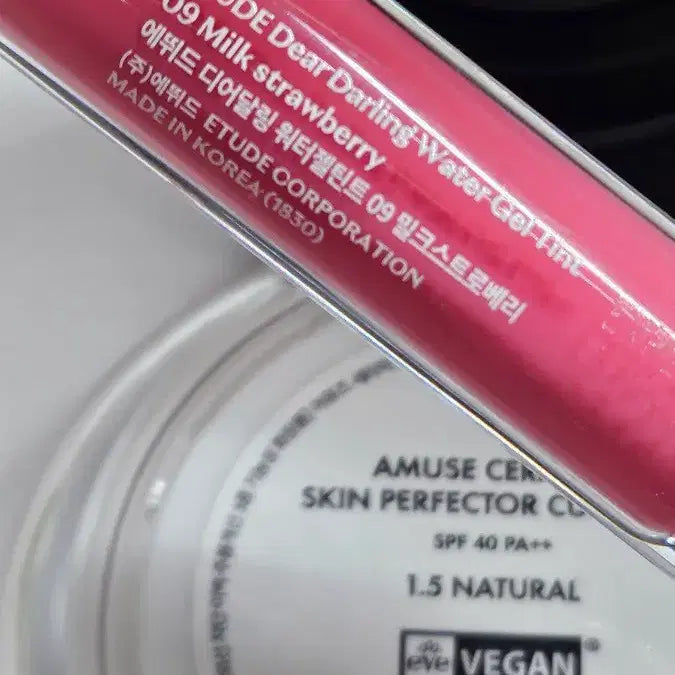 UDE Dear Darling Water Gel Tint
09 Milk strawberry
에뛰드 디어달링 워터젤틴트 09 밀크스트로베리
(주)에뛰드 ETUDE CORPORATION
MADE IN KOREA (1830)
AMUSE CER
SKIN PERFECTOR CU
SPF 40 PA++
1.5 NATURAL
eve VEGAN®